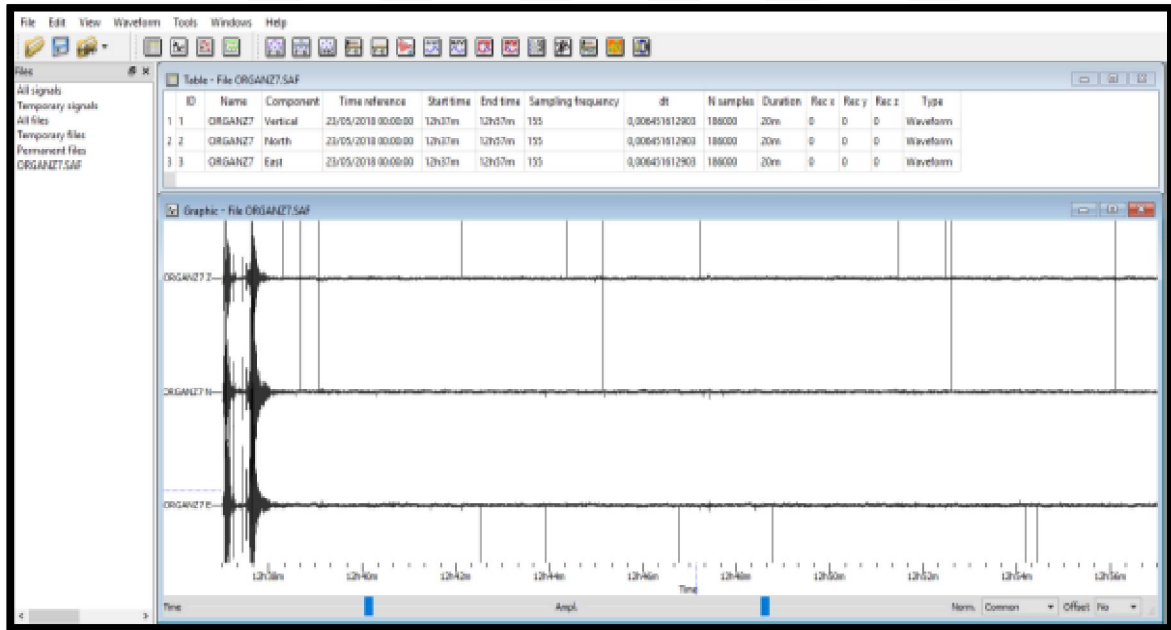 File Edit View Waveform Tools Windows Help
Files
All signals
Temporary signals
All files
Temporary files
Permanent files
ORGANZ7.SAF
Table - File ORGANZ7.SAF
ID Name Component Time reference Start time End time Sampling frequency dt N samples Duration Rec x Rec y Rec z Type
1 1 ORGANZ7 Vertical 23/05/2018 00:00:00 12h37m 12h57m 155 0,006451612903 186000 20m 0 0 0 Waveform
2 2 ORGANZ7 North 23/05/2018 00:00:00 12h37m 12h57m 155 0,006451612903 186000 20m 0 0 0 Waveform
3 3 ORGANZ7 East 23/05/2018 00:00:00 12h37m 12h57m 155 0,006451612903 186000 20m 0 0 0 Waveform
Graphic - File ORGANZ7.SAF
ORGANZ7 Z
ORGANZ7 N
ORGANZ7 E
12h38m 12h40m 12h42m 12h44m 12h46m 12h48m 12h50m 12h52m 12h54m 12h56m
Time
Time Ampl. Norm. Common Offset No